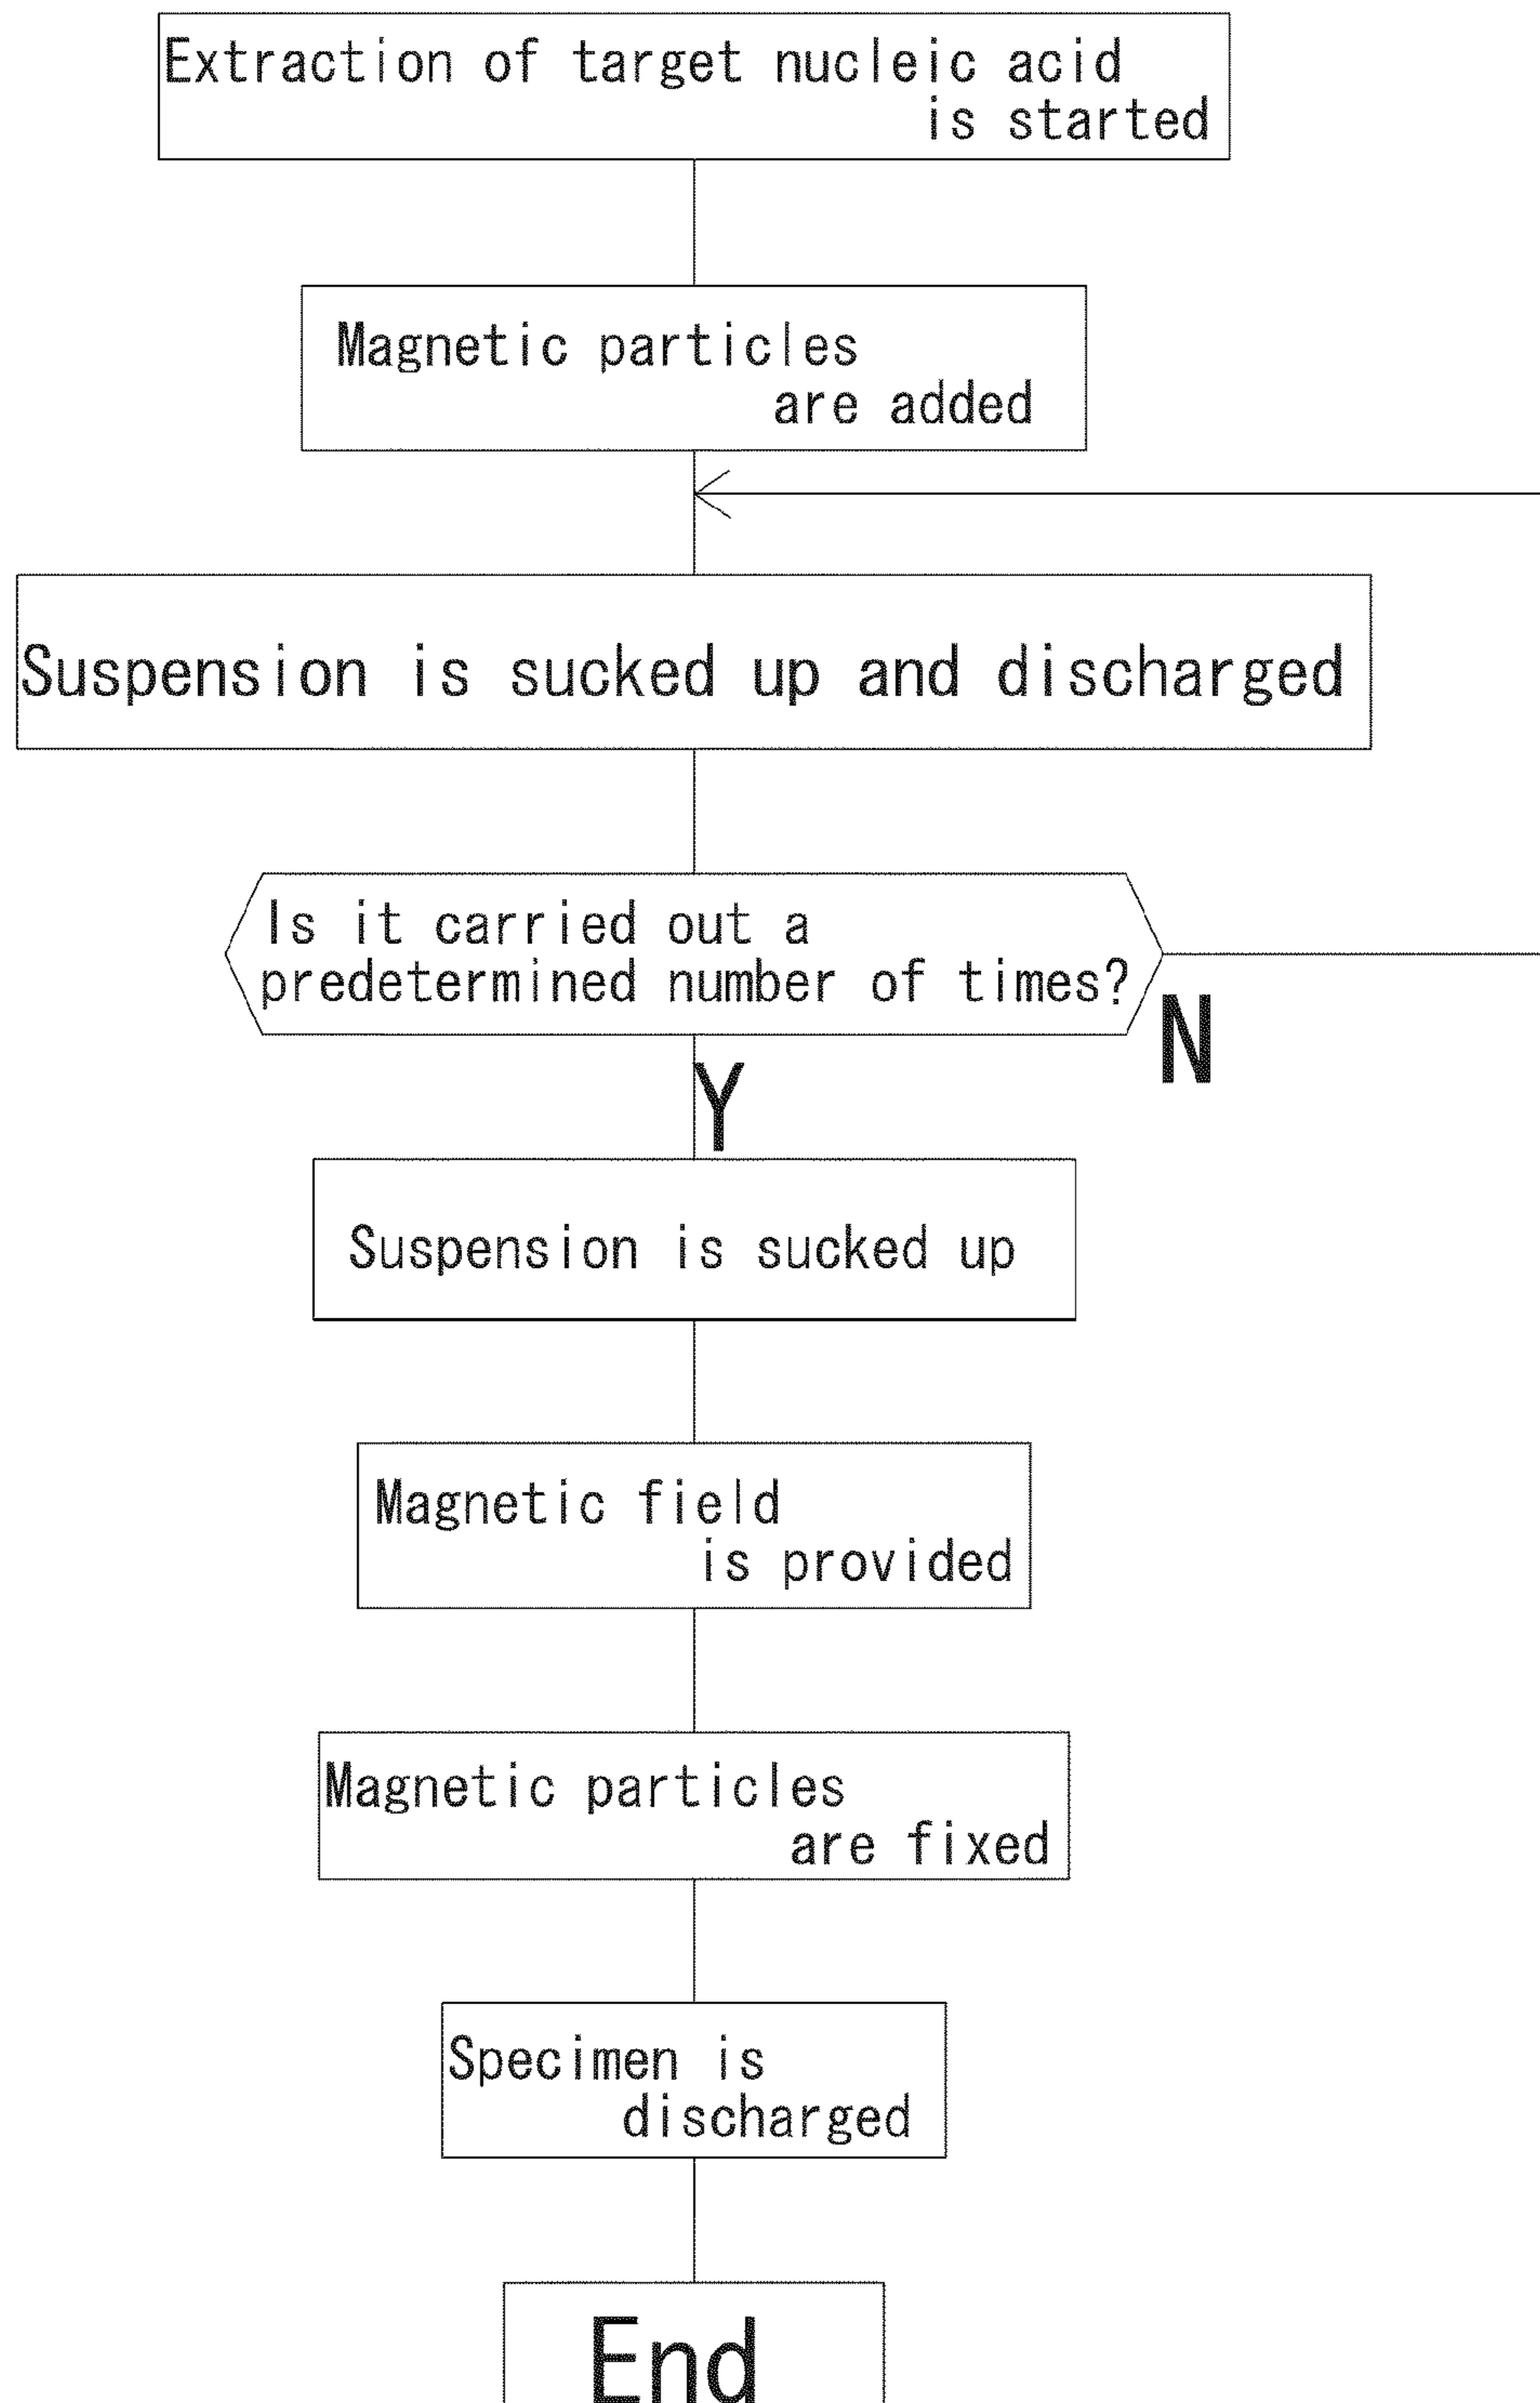 Extraction of target nucleic acid
is started
Magnetic particles
are added
Suspension is sucked up and discharged
Is it carried out a
predetermined number of times?
N
Y
Suspension is sucked up
Magnetic field
is provided
Magnetic particles
are fixed
Specimen is
discharged
End